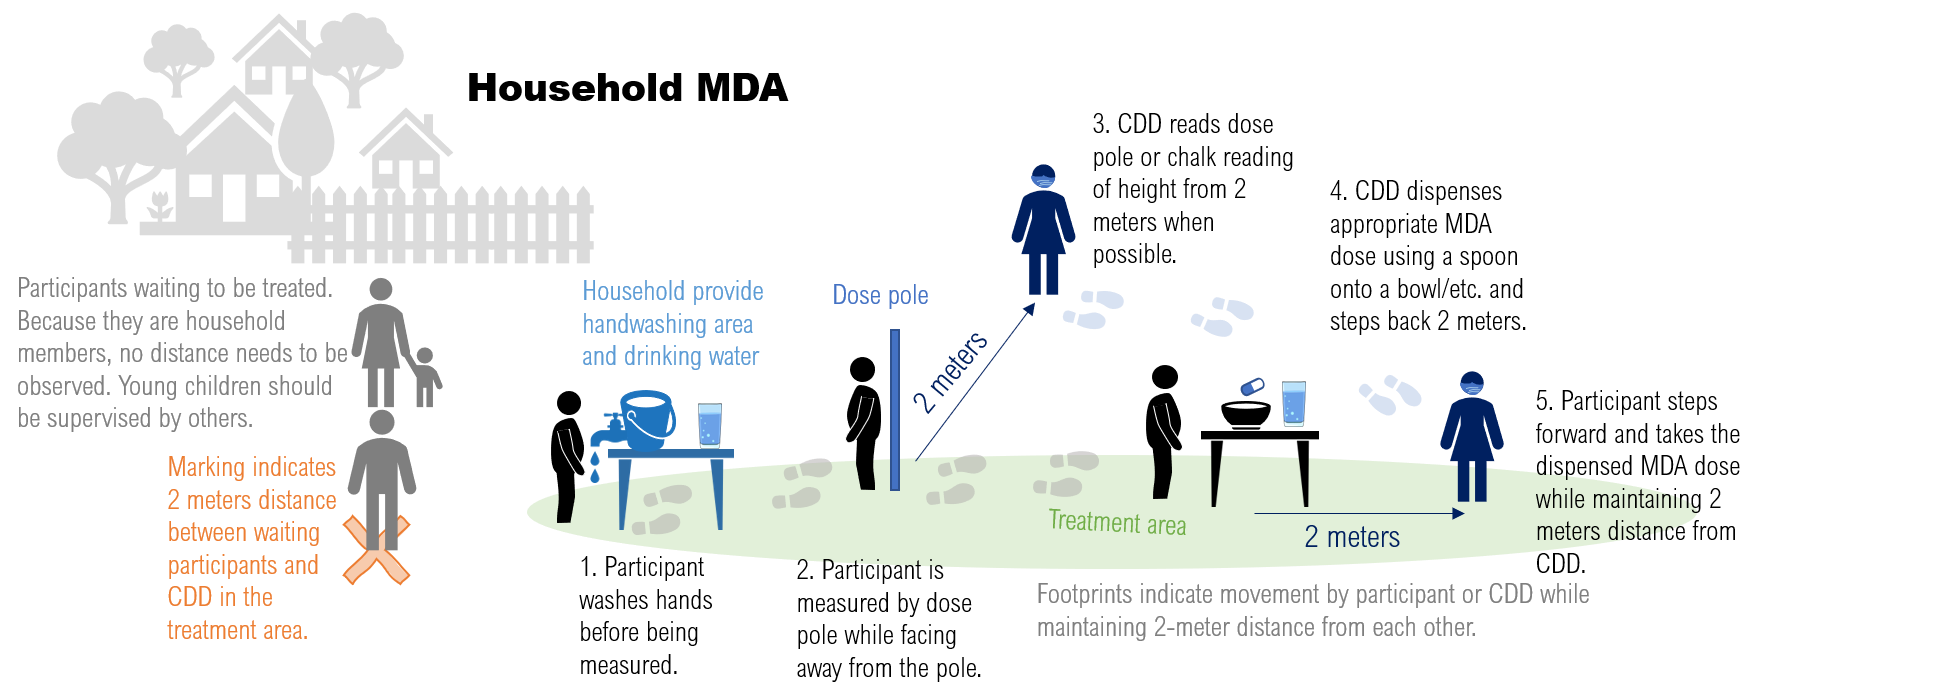 Household MDA
Participants waiting to be treated.
Because they are household
members, no distance needs to be
observed. Young children should
be supervised by others.
Marking indicates
2 meters distance
between waiting
participants and
CDD in the
treatment area.
Household provide
handwashing area
and drinking water
1. Participant
washes hands
before being
measured.
Dose pole
2. Participant is
measured by dose
pole while facing
away from the pole.
2 meters
3. CDD reads dose
pole or chalk reading
of height from 2
meters when
possible.
4. CDD dispenses
appropriate MDA
dose using a spoon
onto a bowl/etc. and
steps back 2 meters.
Treatment area
2 meters
5. Participant steps
forward and takes the
dispensed MDA dose
while maintaining 2
meters distance from
CDD.
Footprints indicate movement by participant or CDD while
maintaining 2-meter distance from each other.